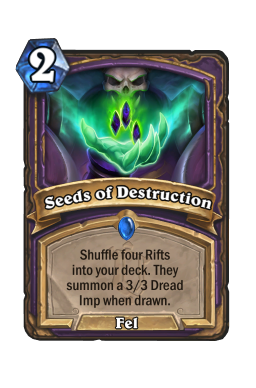 2
Seeds of Destruction
Shuffle four Rifts
into your deck. They
summon a 3/3 Dread
Imp when drawn.
Fel